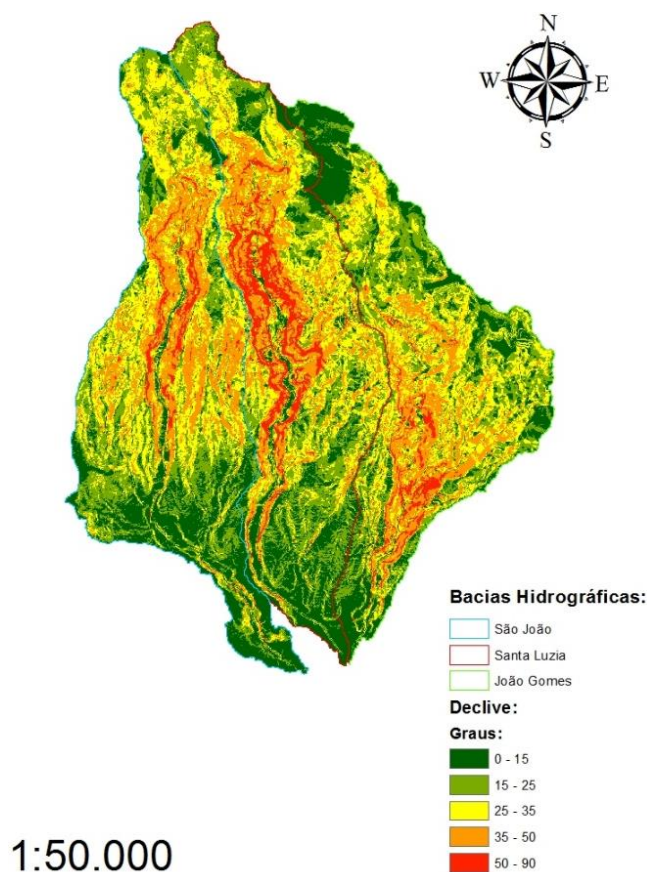 N
W E
S
Bacias Hidrográficas:
São João
Santa Luzia
João Gomes
Declive:
Graus:
0 - 15
15 - 25
25 - 35
35 - 50
50 - 90
1:50.000